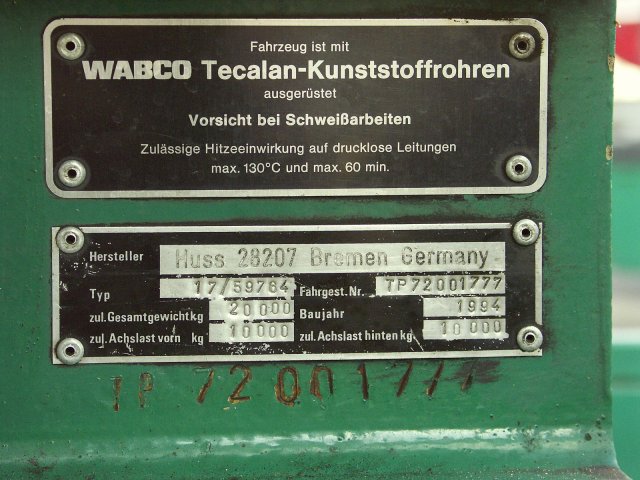 Fahrzeug ist mit
WABCO Tecalan-Kunststoffrohren
ausgerüstet
Vorsicht bei Schweißarbeiten
Zulässige Hitzeeinwirkung auf drucklose Leitungen
max. 130°C und max. 60 min.
Hersteller Huss 28207 Bremen Germany
Typ 17/59764 Fahrgest. Nr. TP72001777
zul. Gesamtgewicht kg 20000 Baujahr 1994
zul. Achslast vorn kg 10000 zul. Achslast hinten kg 10000
TP 72001777